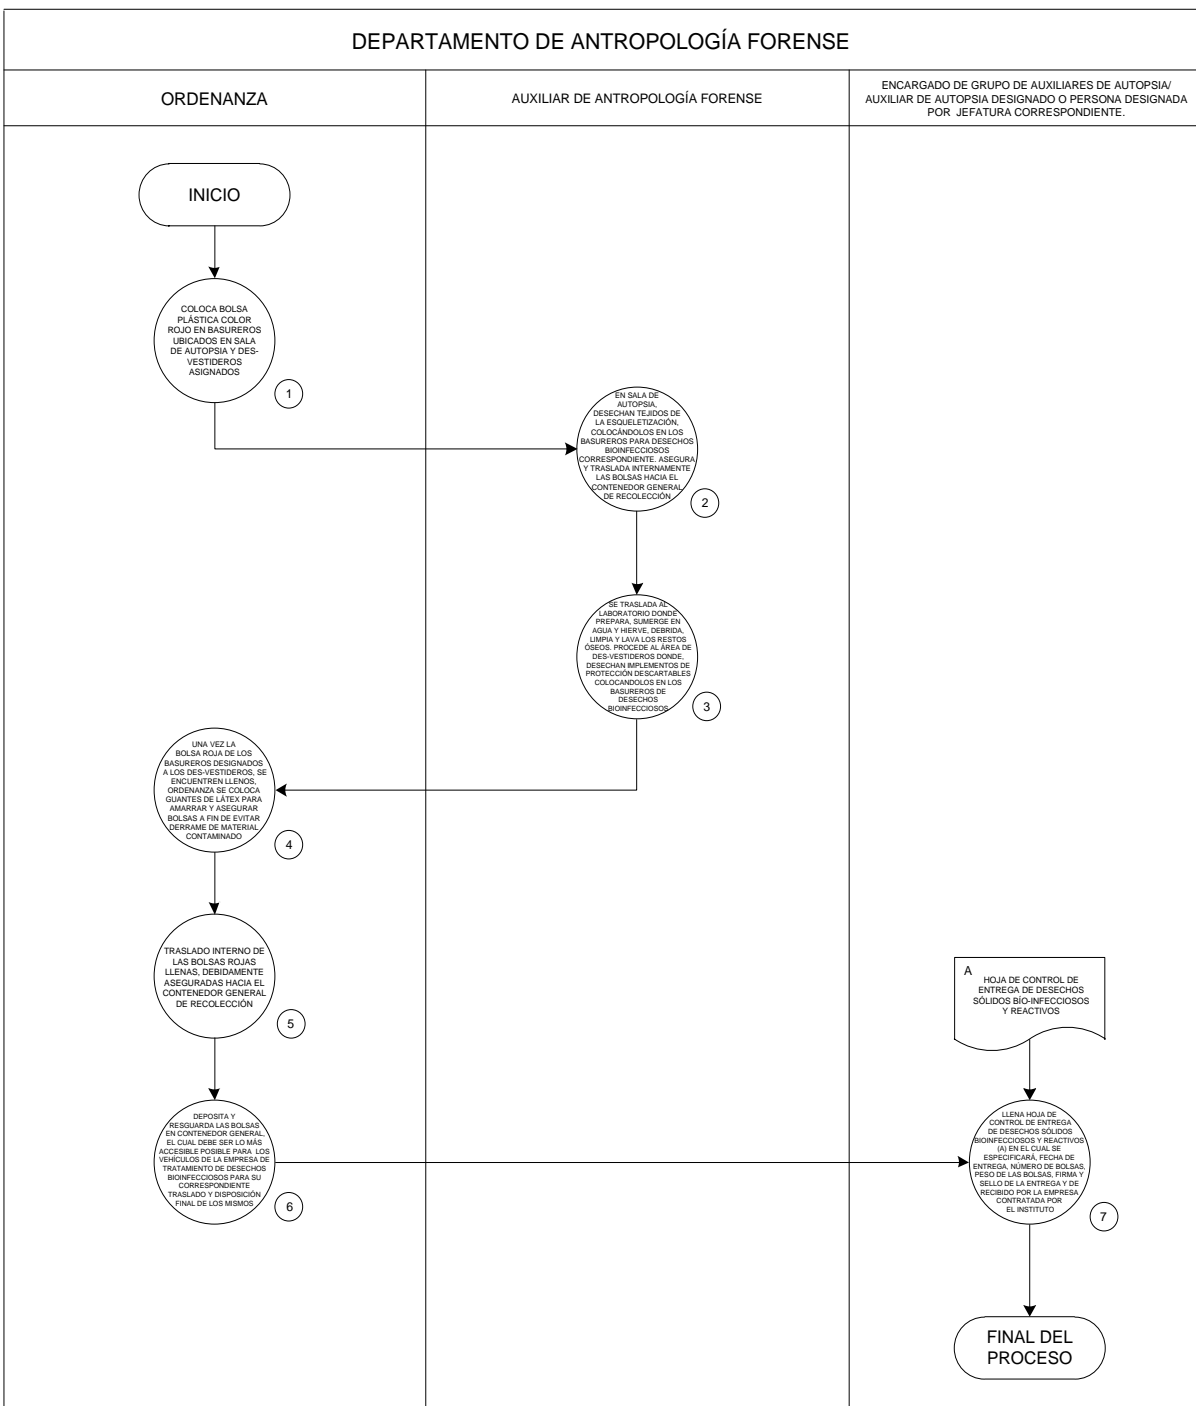 DEPARTAMENTO DE ANTROPOLOGÍA FORENSE
ORDENANZA
AUXILIAR DE ANTROPOLOGÍA FORENSE
ENCARGADO DE GRUPO DE AUXILIARES DE AUTOPSIA/
AUXILIAR DE AUTOPSIA DESIGNADO O PERSONA DESIGNADA
POR JEFATURA CORRESPONDIENTE.
INICIO
COLOCA BOLSA
PLÁSTICA COLOR
ROJO EN BASUREROS
UBICADOS EN SALA
DE AUTOPSIA Y DES-
VESTIDEROS
ASIGNADOS
1
EN SALA DE
AUTOPSIA,
DESECHAN TEJIDOS DE
LA ESQUELETIZACIÓN,
COLOCÁNDOLOS EN LOS
BASUREROS PARA DESECHOS
BIOINFECCIOSOS
CORRESPONDIENTE. ASEGURA
Y TRASLADA INTERNAMENTE
LAS BOLSAS HACIA EL
CONTENEDOR GENERAL
DE RECOLECCIÓN
2
SE TRASLADA AL
LABORATORIO DONDE
PREPARA, SUMERGE EN
AGUA Y HIERVE, DEBRIDA,
LIMPIA Y LAVA LOS RESTOS
ÓSEOS. PROCEDE AL ÁREA DE
DES-VESTIDEROS DONDE,
DESECHAN IMPLEMENTOS DE
PROTECCIÓN DESCARTABLES
COLOCANDOLOS EN LOS
BASUREROS DE
DESECHOS
BIOINFECCIOSOS
3
UNA VEZ LA
BOLSA ROJA DE LOS
BASUREROS DESIGNADOS
A LOS DES-VESTIDEROS, SE
ENCUENTREN LLENOS,
ORDENANZA SE COLOCA
GUANTES DE LÁTEX PARA
AMARRAR Y ASEGURAR
BOLSAS A FIN DE EVITAR
DERRAME DE MATERIAL
CONTAMINADO
4
TRASLADO INTERNO DE
LAS BOLSAS ROJAS
LLENAS, DEBIDAMENTE
ASEGURADAS HACIA EL
CONTENEDOR GENERAL
DE RECOLECCIÓN
5
A
HOJA DE CONTROL DE
ENTREGA DE DESECHOS
SÓLIDOS BÍO-INFECCIOSOS
Y REACTIVOS
DEPOSITA Y
RESGUARDA LAS BOLSAS
EN CONTENEDOR GENERAL,
EL CUAL DEBE SER LO MÁS
ACCESIBLE POSIBLE PARA LOS
VEHÍCULOS DE LA EMPRESA DE
TRATAMIENTO DE DESECHOS
BIOINFECCIOSOS PARA SU
CORRESPONDIENTE
TRASLADO Y DISPOSICIÓN
FINAL DE LOS MISMOS
6
LLENA HOJA DE
CONTROL DE ENTREGA
DE DESECHOS SÓLIDOS
BIOINFECCIOSOS Y REACTIVOS
(A) EN EL CUAL SE
ESPECIFICARÁ, FECHA DE
ENTREGA, NÚMERO DE BOLSAS,
PESO DE LAS BOLSAS, FIRMA Y
SELLO DE LA ENTREGA Y DE
RECIBIDO POR LA EMPRESA
CONTRATADA POR
EL INSTITUTO
7
FINAL DEL
PROCESO